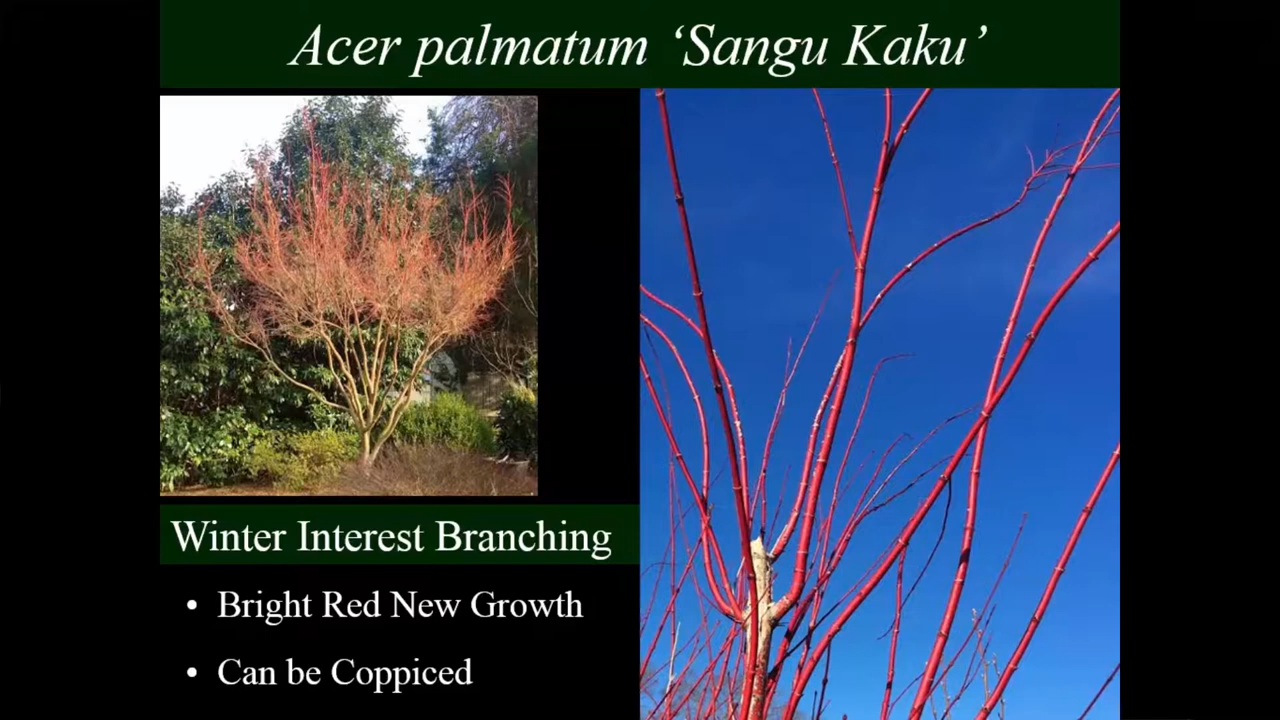 Acer palmatum ‘Sangu Kaku’
Winter Interest Branching
• Bright Red New Growth
• Can be Coppiced